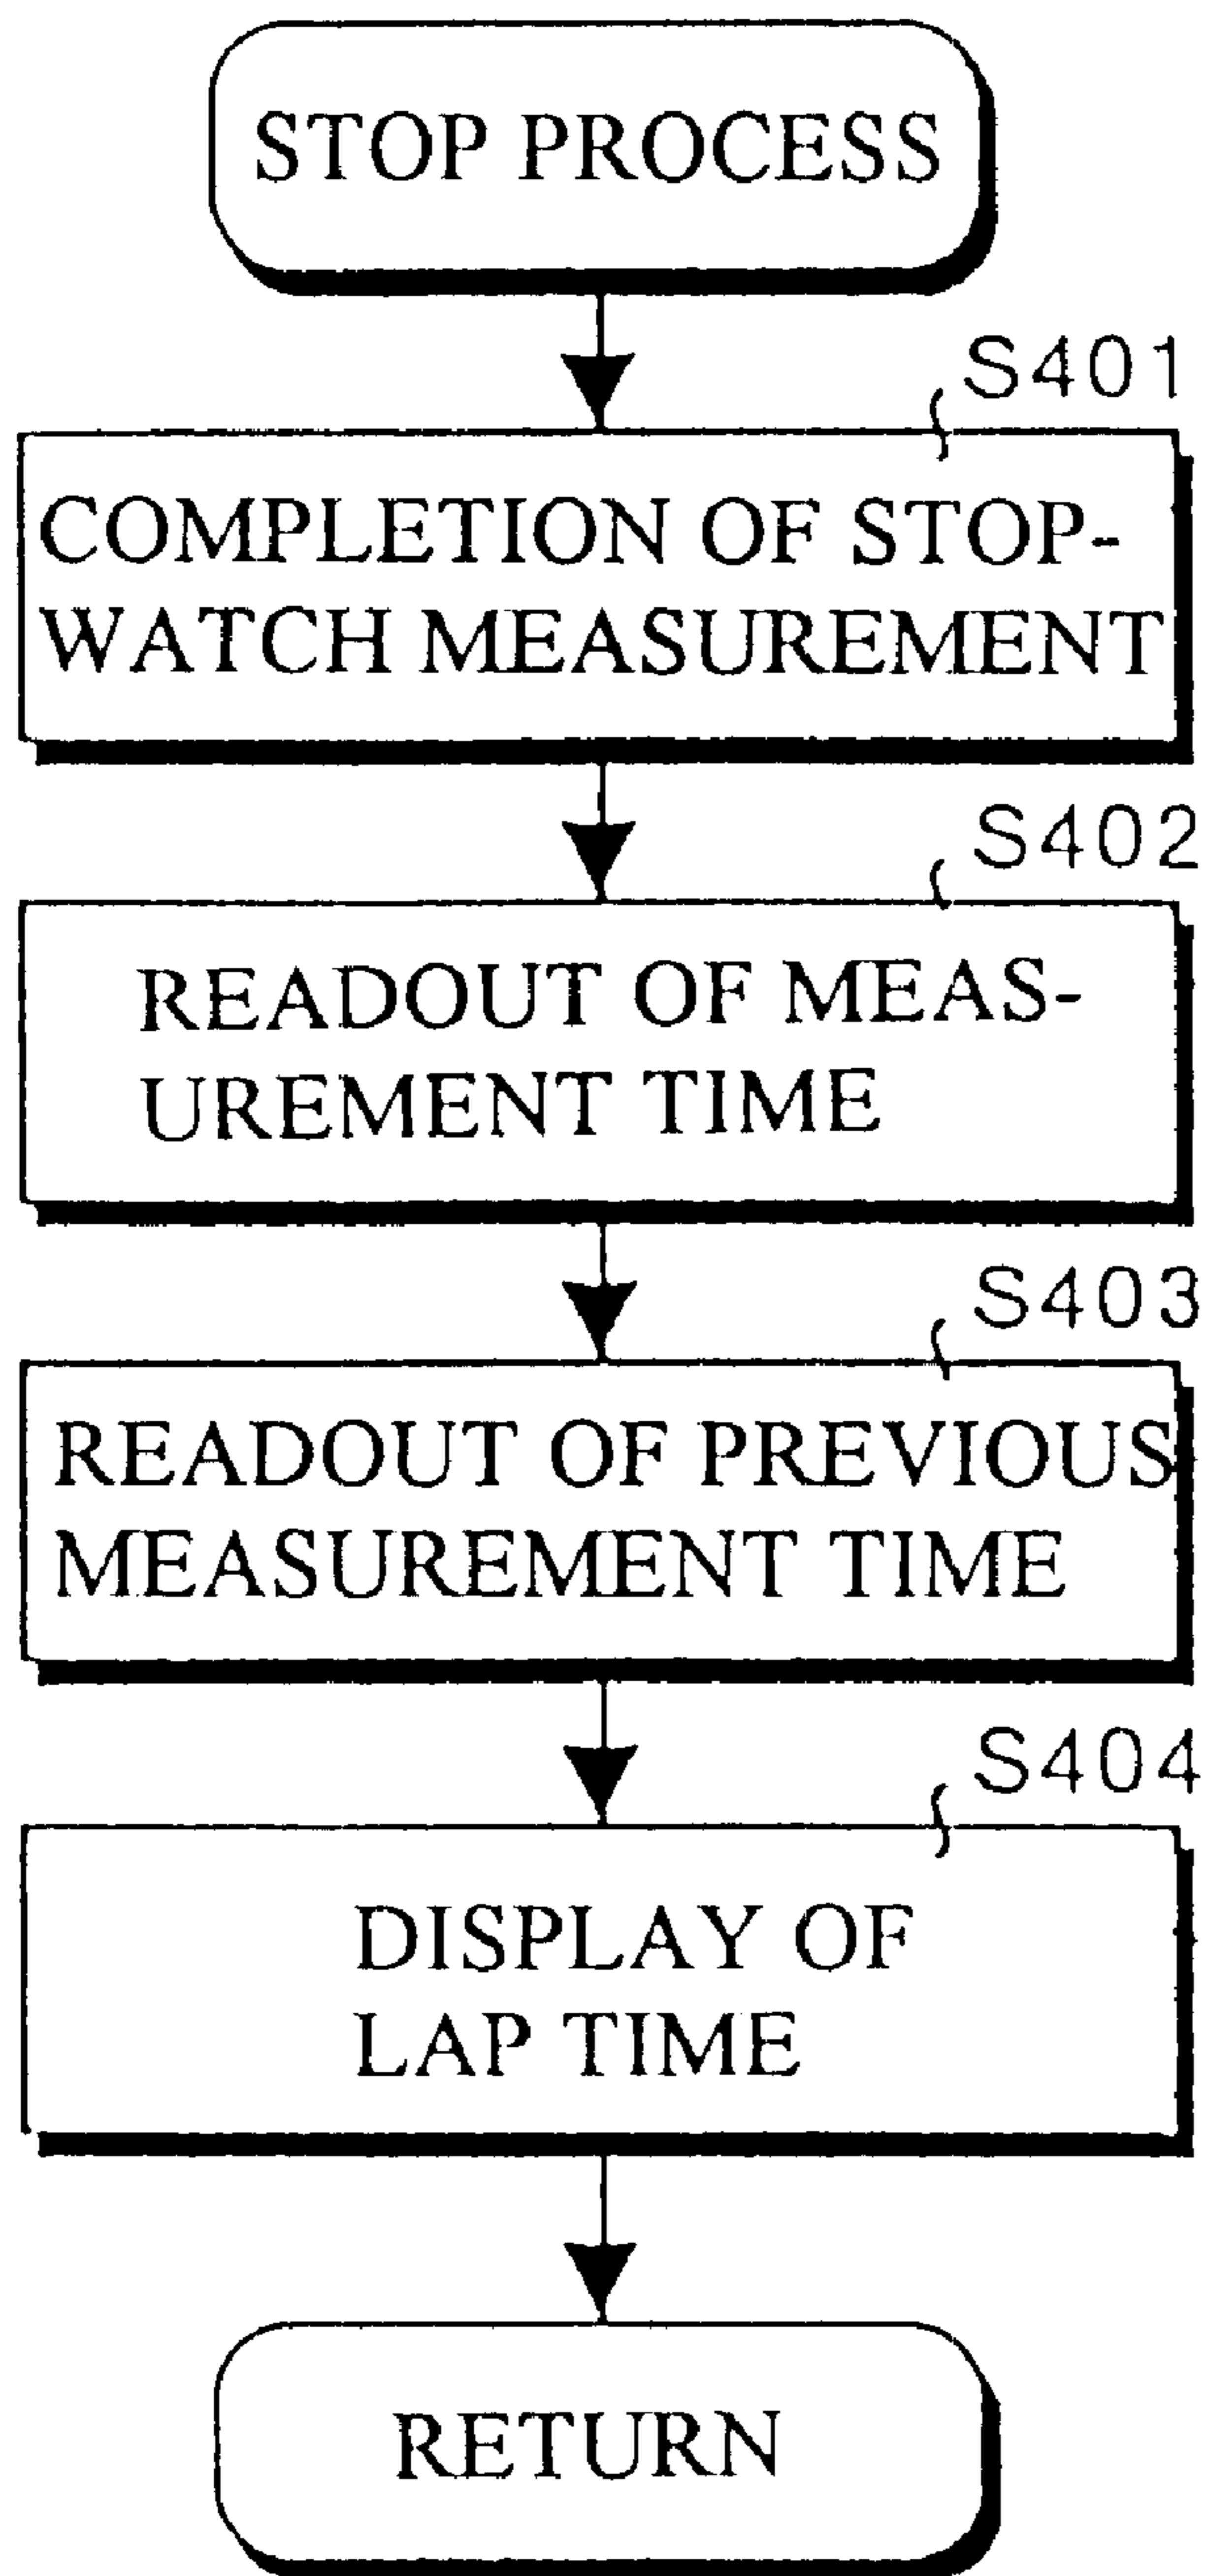 STOP PROCESS
S401
COMPLETION OF STOP-
WATCH MEASUREMENT
S402
READOUT OF MEAS-
UREMENT TIME
S403
READOUT OF PREVIOUS
MEASUREMENT TIME
S404
DISPLAY OF
LAP TIME
RETURN